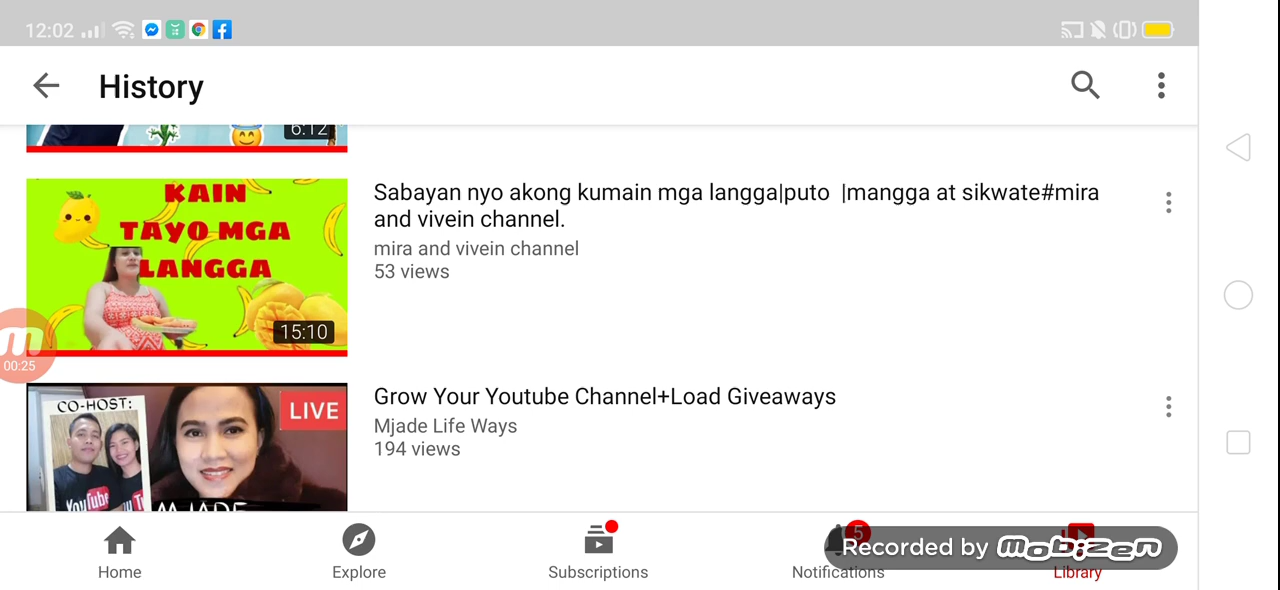 12:02
History
6:12
KAIN
TAYO MGA
LANGGA
15:10
Sabayan nyo akong kumain mga langga|puto |mangga at sikwate#mira
and vivein channel.
mira and vivein channel
53 views
00:25
CO-HOST:
LIVE
YouTube
Grow Your Youtube Channel+Load Giveaways
Mjade Life Ways
194 views
5
Recorded by mobizen
Home
Explore
Subscriptions
Notifications
Library